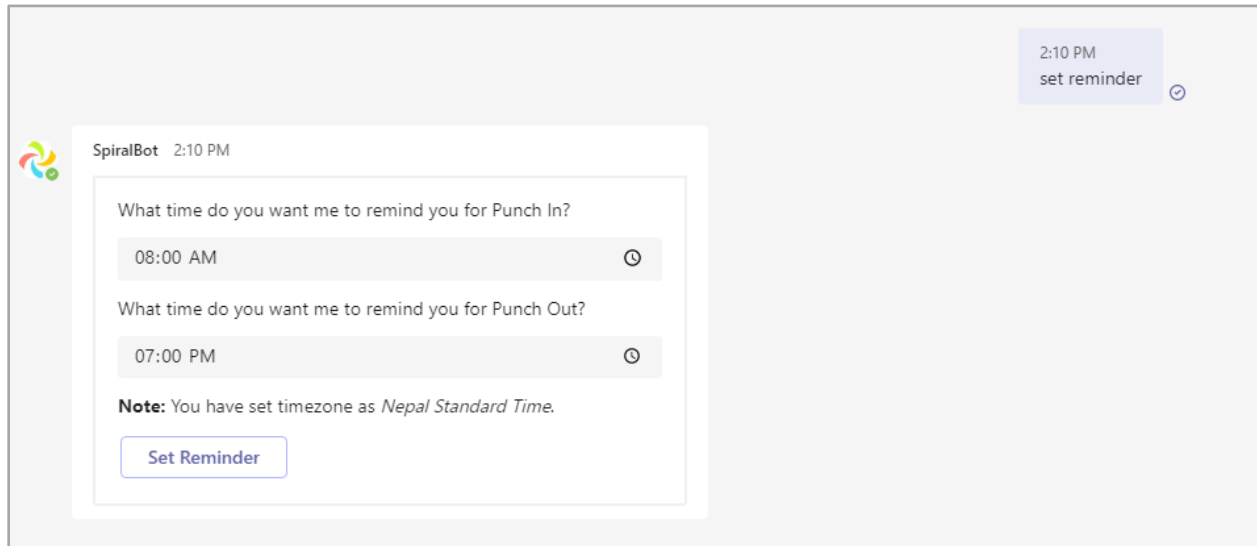 2:10 PM
set reminder
SpiralBot 2:10 PM
What time do you want me to remind you for Punch In?
08:00 AM
What time do you want me to remind you for Punch Out?
07:00 PM
Note: You have set timezone as Nepal Standard Time.
Set Reminder